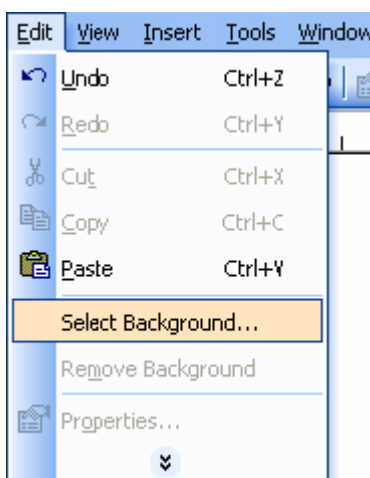 Edit View Insert Tools Window
Undo Ctrl+Z
Redo Ctrl+Y
Cut Ctrl+X
Copy Ctrl+C
Paste Ctrl+V
Select Background...
Remove Background
Properties...